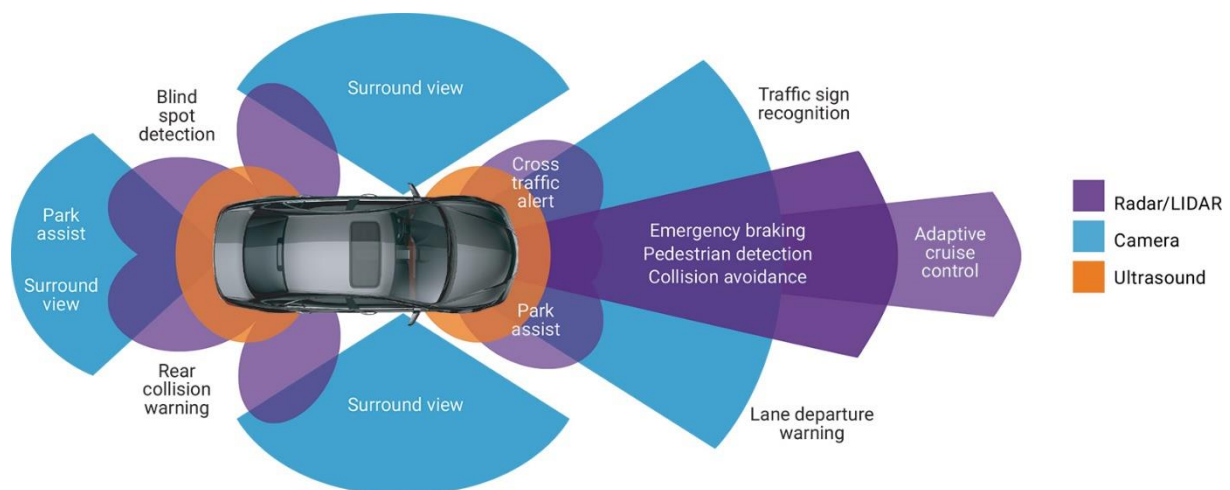 Surround view
Blind
spot
detection
Traffic sign
recognition
Cross
traffic
alert
Park
assist
Surround
view
Emergency braking
Pedestrian detection
Collision avoidance
Adaptive
cruise
control
Radar/LIDAR
Camera
Ultrasound
Park
assist
Rear
collision
warning
Surround view
Lane departure
warning